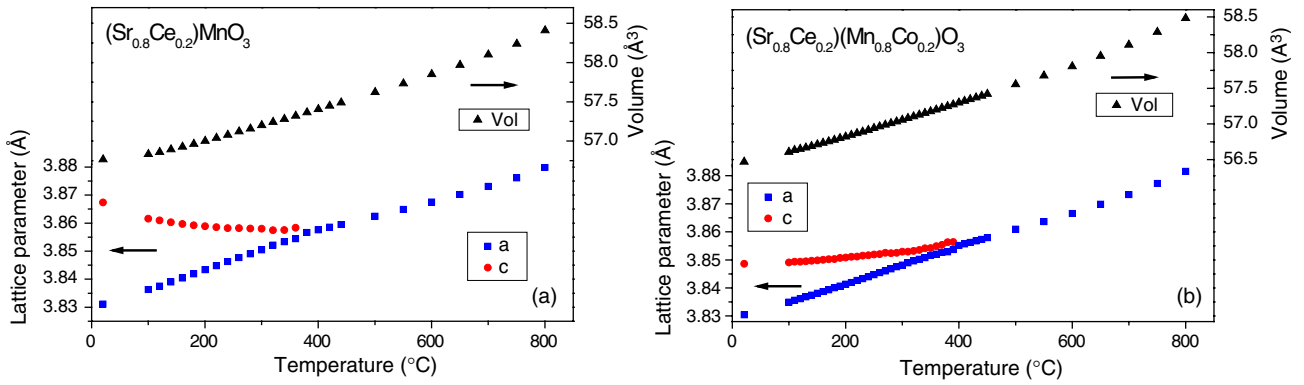 (Sr0.8Ce0.2)MnO3
Lattice parameter (Å)
3.88
3.87
3.86
3.85
3.84
3.83
Volume (Å3)
58.5
58.0
57.5
57.0
Vol
a
c
(a)
0 200 400 600 800
Temperature (°C)
(Sr0.8Ce0.2)(Mn0.8Co0.2)O3
Lattice parameter (Å)
3.88
3.86
3.85
3.84
3.83
Volume (A3)
58.5
58.0
57.5
57.0
56.5
Vol
a
c
(b)
0 200 400 600 800
Temperature (°C)